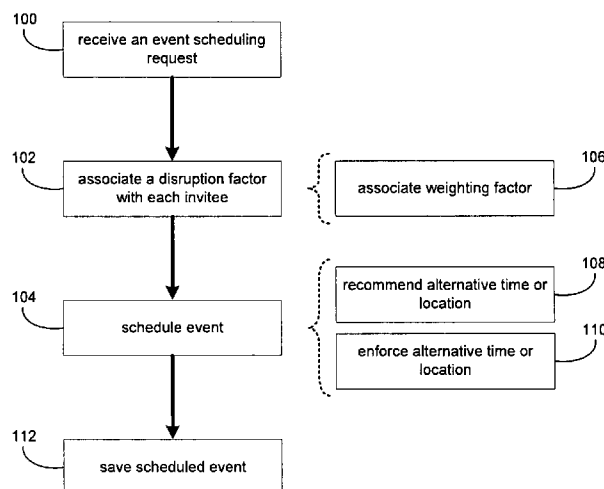 100
receive an event scheduling
request
102
associate a disruption factor
with each invitee
106
associate weighting factor
104
schedule event
108
recommend alternative time or
location
110
enforce alternative time or
location
112
save scheduled event